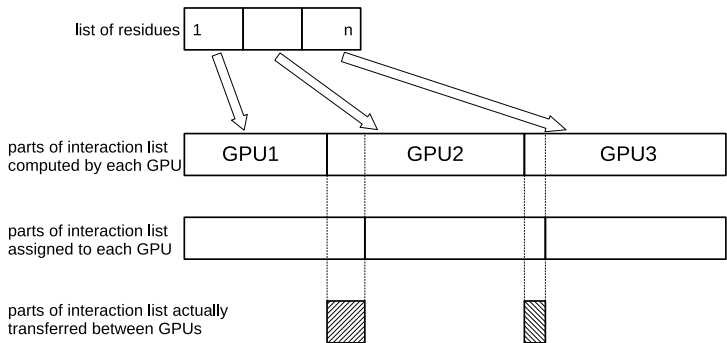 list of residues
1
n
parts of interaction list
computed by each GPU
GPU1
GPU2
GPU3
parts of interaction list
assigned to each GPU
parts of interaction list actually
transferred between GPUs